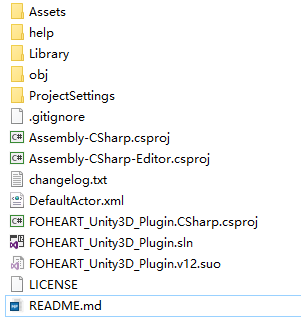 Assets
help
Library
obj
ProjectSettings
.gitignore
Assembly-CSharp.csproj
Assembly-CSharp-Editor.csproj
changelog.txt
DefaultActor.xml
FOHEART_Unity3D_Plugin.CSharp.csproj
FOHEART_Unity3D_Plugin.sln
FOHEART_Unity3D_Plugin.v12.suo
LICENSE
README.md